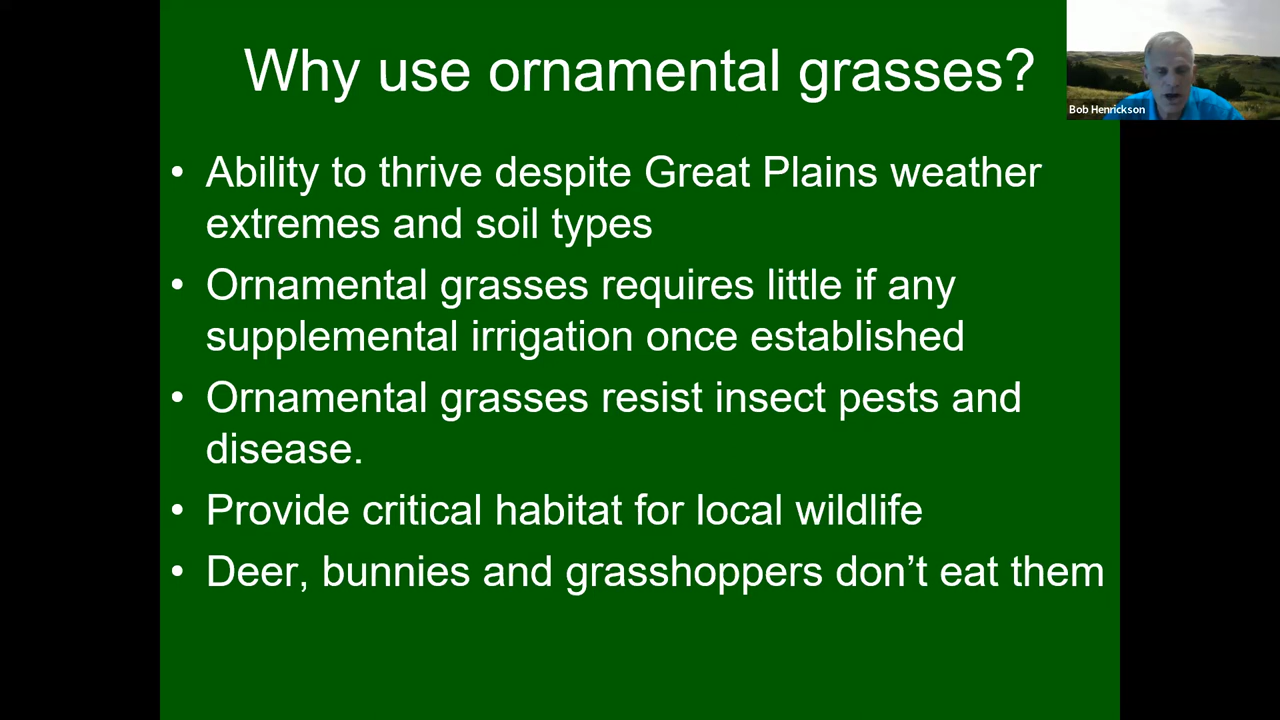 Why use ornamental grasses?
Bob Henrickson
• Ability to thrive despite Great Plains weather
extremes and soil types
• Ornamental grasses requires little if any
supplemental irrigation once established
• Ornamental grasses resist insect pests and
disease.
• Provide critical habitat for local wildlife
• Deer, bunnies and grasshoppers don’t eat them